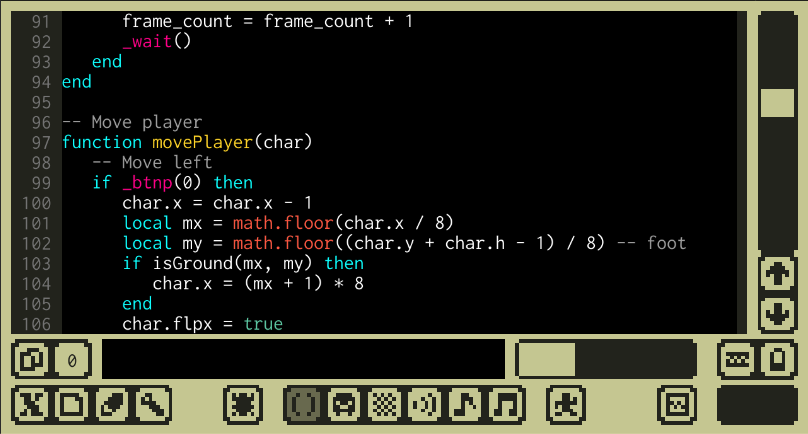 91 frame_count = frame_count + 1
92 _wait()
93 end
94 end
95
96 -- Move player
97 function movePlayer(char)
98 -- Move left
99 if _btnp(0) then
100 char.x = char.x - 1
101 local mx = math.floor(char.x / 8)
102 local my = math.floor((char.y + char.h - 1) / 8) -- foot
103 if isGround(mx, my) then
104 char.x = (mx + 1) * 8
105 end
106 char.flpx = true
0